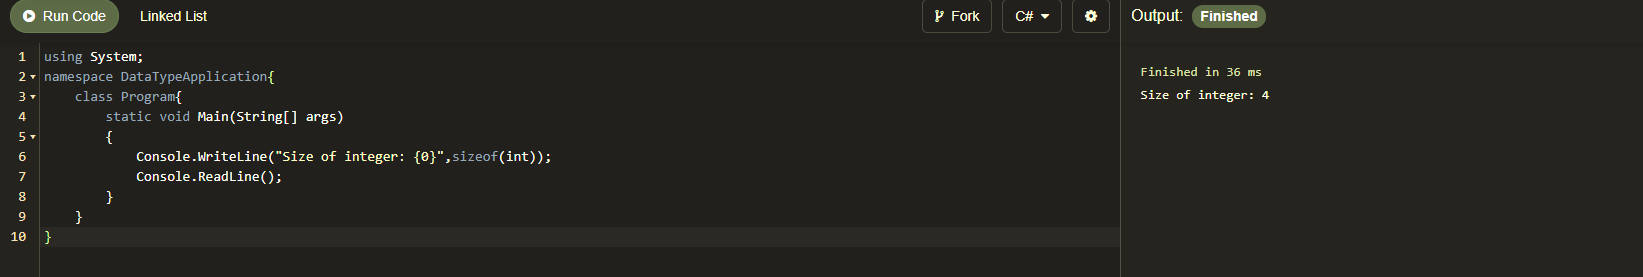 Run Code Linked List Fork C# Output: Finished
1 using System;
2 namespace DataTypeApplication{
3     class Program{
4         static void Main(String[] args)
5         {
6             Console.WriteLine("Size of integer: {0}",sizeof(int));
7             Console.ReadLine();
8         }
9     }
10 }
Finished in 36 ms
Size of integer: 4